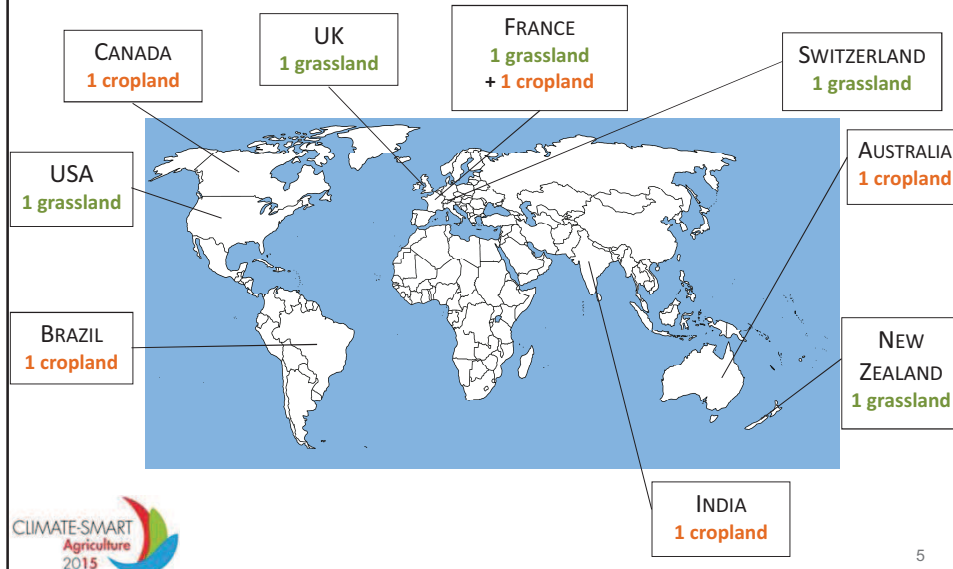 CANADA
1 cropland
UK
1 grassland
FRANCE
1 grassland
+ 1 cropland
SWITZERLAND
1 grassland
USA
1 grassland
AUSTRALIA
1 cropland
BRAZIL
1 cropland
NEW
ZEALAND
1 grassland
INDIA
1 cropland
CLIMATE-SMART
Agriculture
2015
5